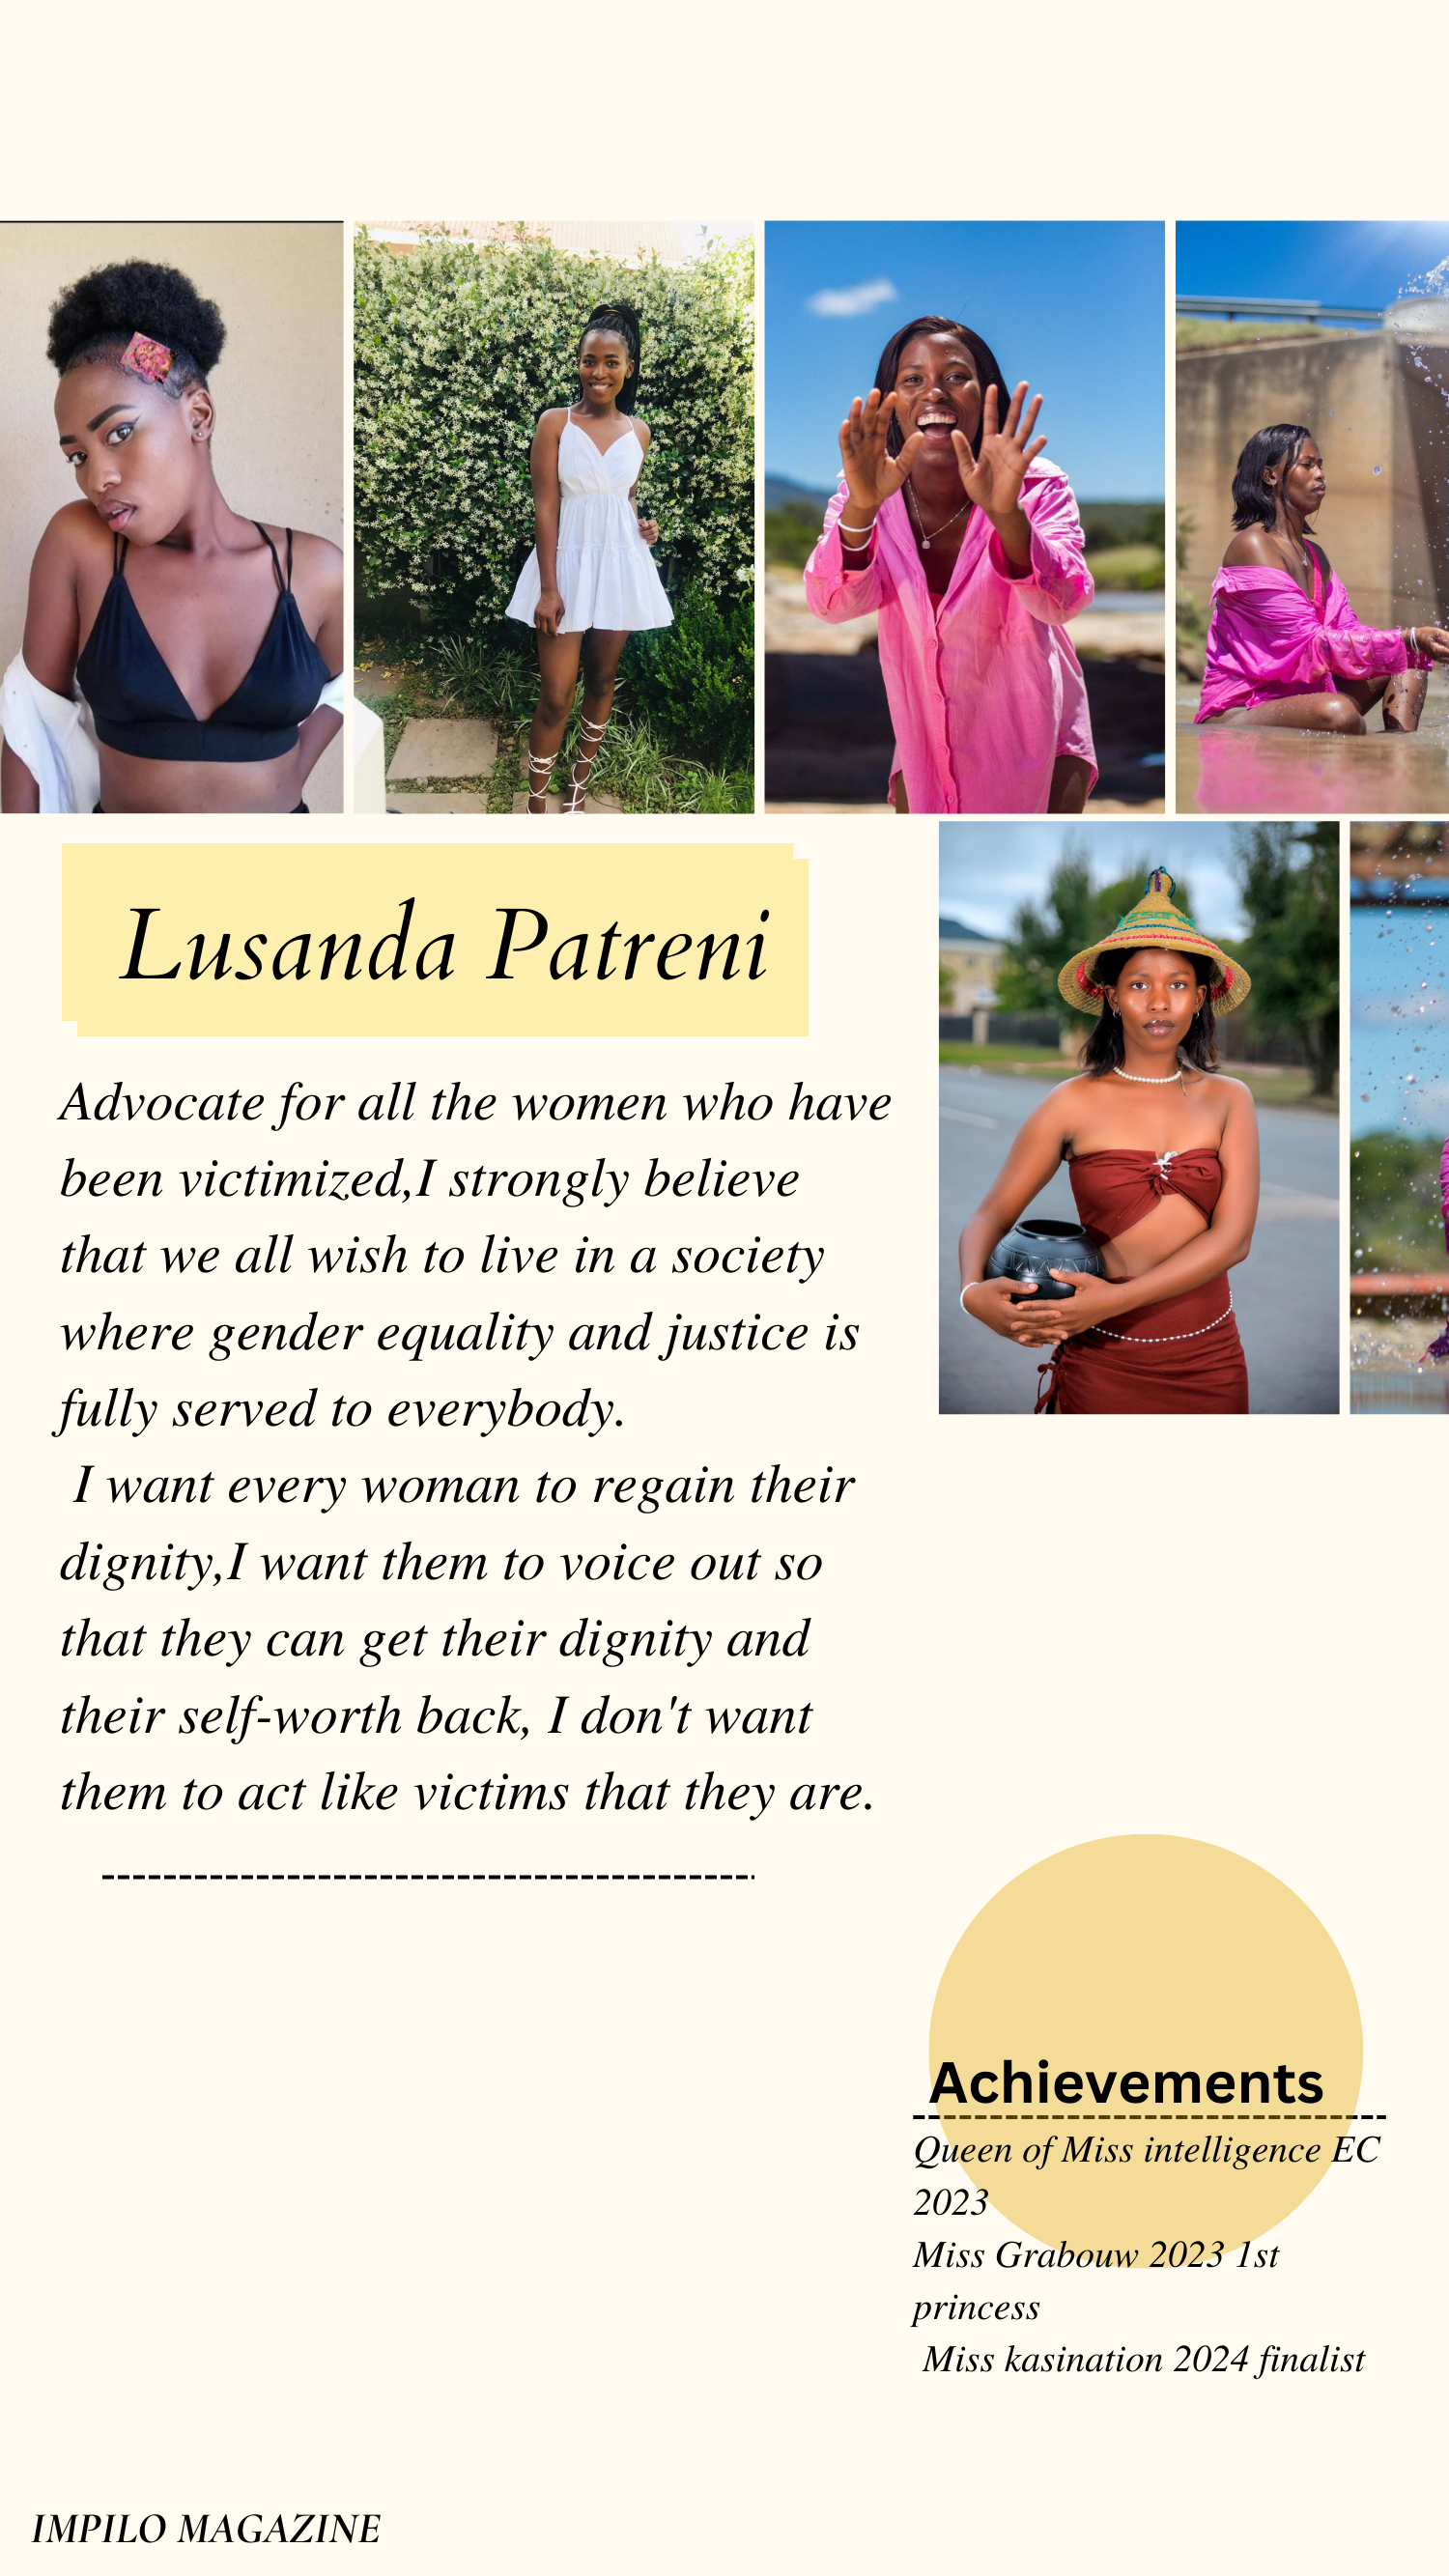 Lusanda Patreni
Advocate for all the women who have
been victimized,I strongly believe
that we all wish to live in a society
where gender equality and justice is
fully served to everybody.
I want every woman to regain their
dignity,I want them to voice out so
that they can get their dignity and
their self-worth back, I don't want
them to act like victims that they are.
Achievements
Queen of Miss intelligence EC
2023
Miss Grabouw 2023 1st
princess
Miss kasination 2024 finalist
IMPILO MAGAZINE